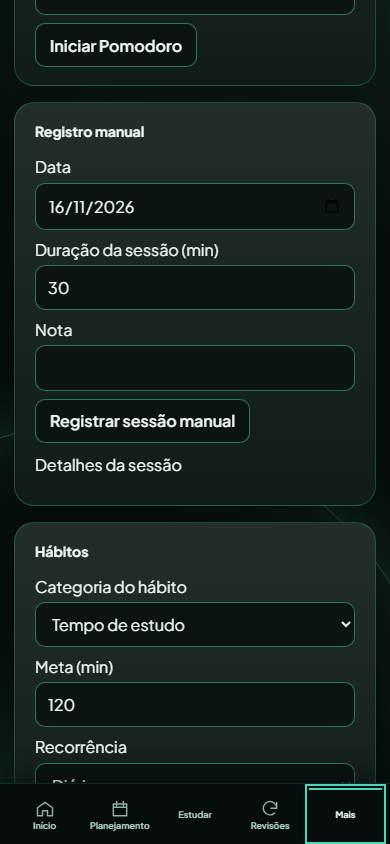 Iniciar Pomodoro
Registro manual
Data
16/11/2026
Duração da sessão (min)
30
Nota
Registrar sessão manual
Detalhes da sessão
Hábitos
Categoria do hábito
Tempo de estudo
Meta (min)
120
Recorrência
Início
Planejamento
Estudar
Revisões
Mais